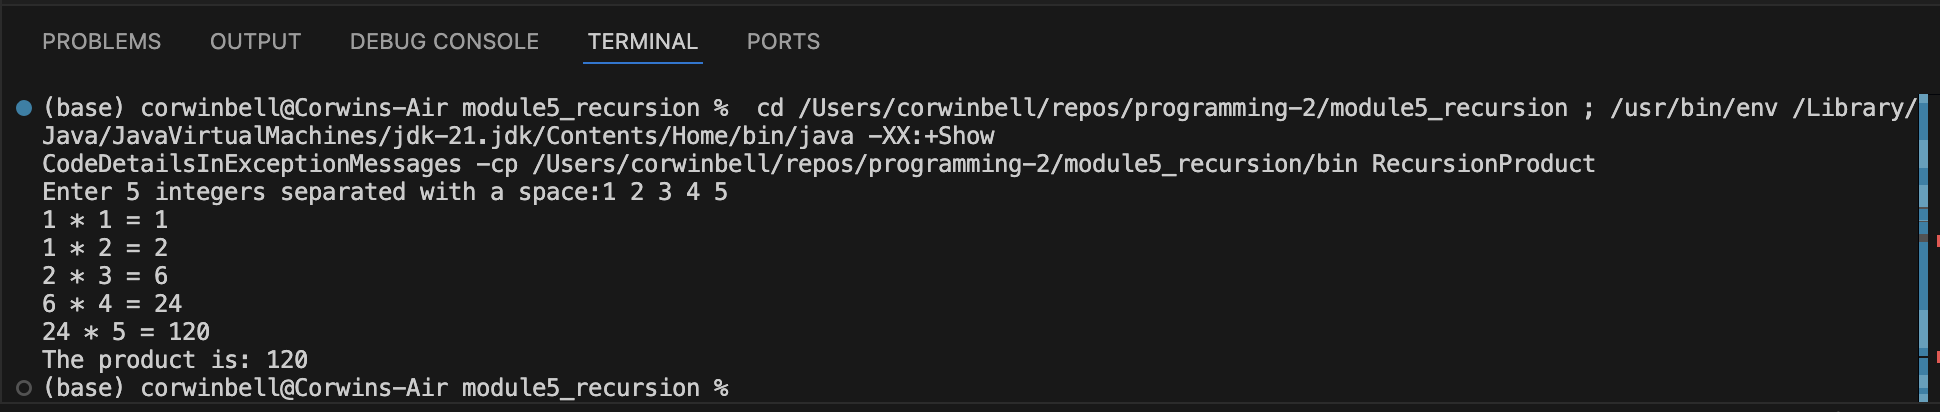 PROBLEMS OUTPUT DEBUG CONSOLE TERMINAL PORTS
(base) corwinbell@Corwins-Air module5_recursion %  cd /Users/corwinbell/repos/programming-2/module5_recursion ; /usr/bin/env /Library/
Java/JavaVirtualMachines/jdk-21.jdk/Contents/Home/bin/java -XX:+Show
CodeDetailsInExceptionMessages -cp /Users/corwinbell/repos/programming-2/module5_recursion/bin RecursionProduct
Enter 5 integers separated with a space:1 2 3 4 5
1 * 1 = 1
1 * 2 = 2
2 * 3 = 6
6 * 4 = 24
24 * 5 = 120
The product is: 120
(base) corwinbell@Corwins-Air module5_recursion %